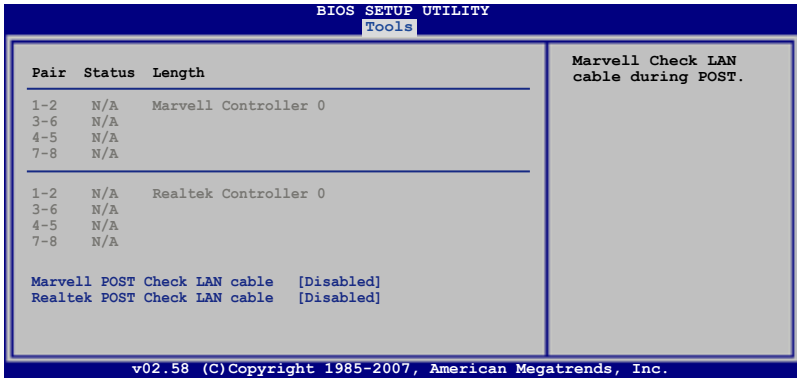 BIOS SETUP UTILITY
Tools
Pair Status Length
1-2 N/A Marvell Controller 0
3-6 N/A
4-5 N/A
7-8 N/A
1-2 N/A Realtek Controller 0
3-6 N/A
4-5 N/A
7-8 N/A
Marvell POST Check LAN cable [Disabled]
Realtek POST Check LAN cable [Disabled]
Marvell Check LAN
cable during POST.
v02.58 (C)Copyright 1985-2007, American Megatrends, Inc.